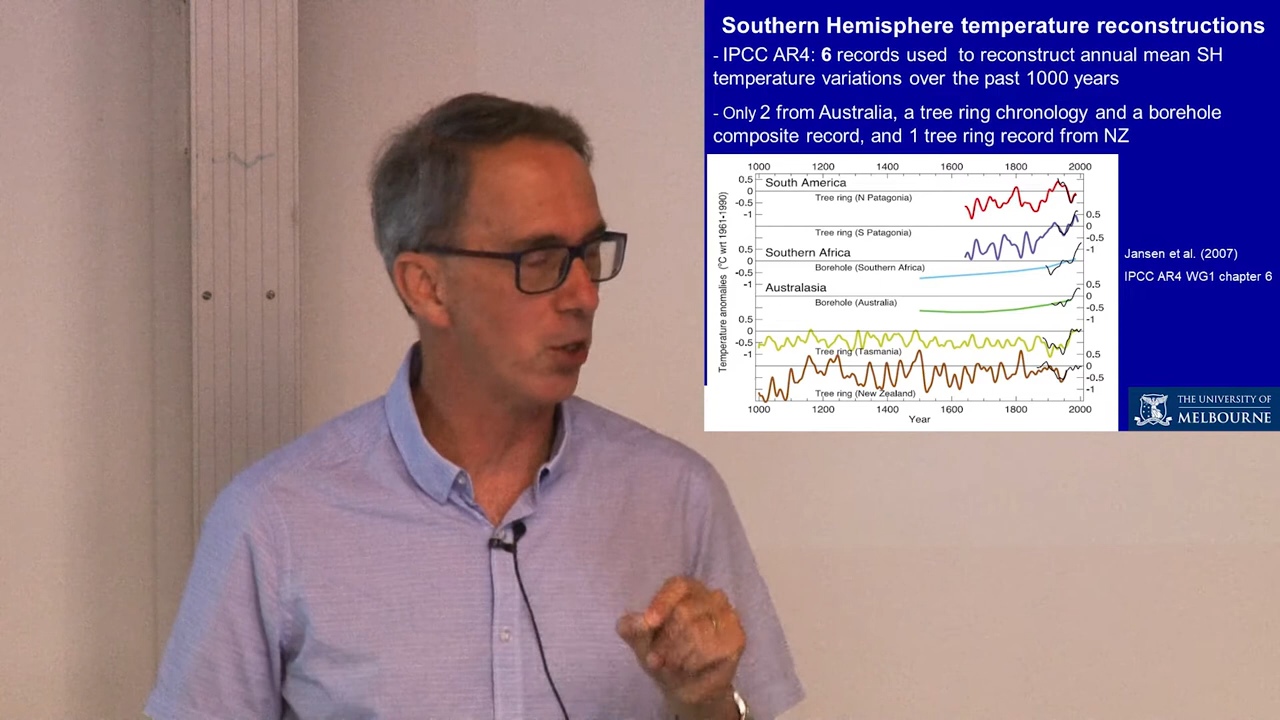 Southern Hemisphere temperature reconstructions
- IPCC AR4: 6 records used to reconstruct annual mean SH
temperature variations over the past 1000 years
- Only 2 from Australia, a tree ring chronology and a borehole
composite record, and 1 tree ring record from NZ
1000 1200 1400 1600 1800 2000
South America
Tree ring (N Patagonia)
Tree ring (S Patagonia)
Southern Africa
Borehole (Southern Africa)
Australasia
Borehole (Australia)
Tree ring (Tasmania)
Tree ring (New Zealand)
0.5
0
-0.5
-1
0.5
0
-0.5
-1
0.5
0
-0.5
-1
0.5
0
-0.5
-1
0.5
0
-0.5
-1
0.5
0
-0.5
-1
Temperature anomalies (°C wrt 1961-1990)
1000 1200 1400 1600 1800 2000
Year
Jansen et al. (2007)
IPCC AR4 WG1 chapter 6
THE UNIVERSITY OF
MELBOURNE